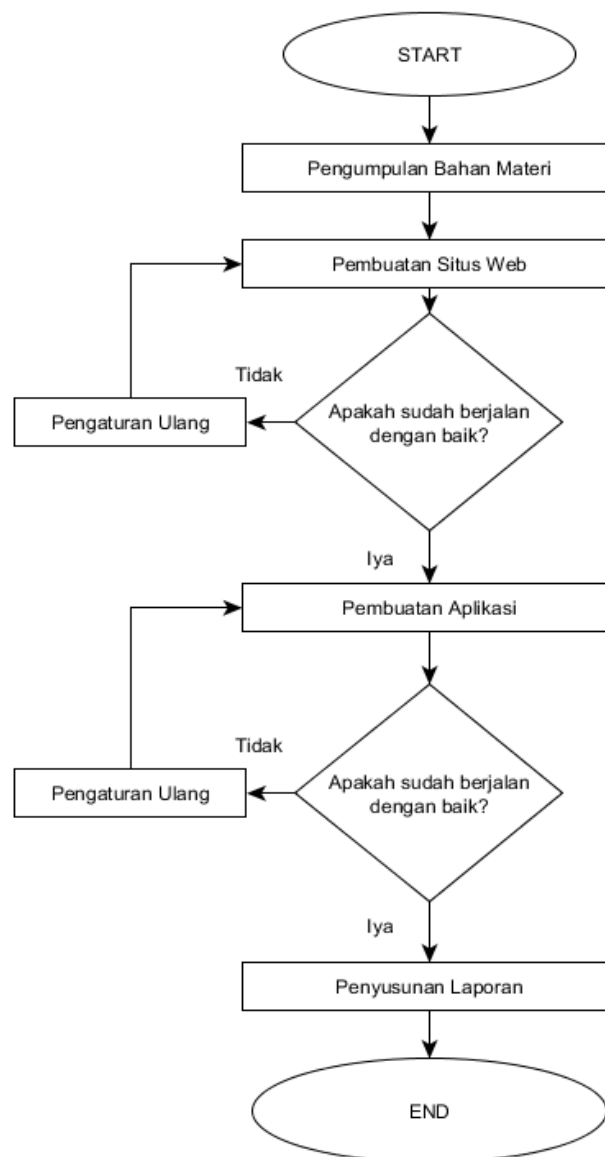 START
Pengumpulan Bahan Materi
Pembuatan Situs Web
Tidak
Pengaturan Ulang
Apakah sudah berjalan
dengan baik?
Iya
Pembuatan Aplikasi
Tidak
Pengaturan Ulang
Apakah sudah berjalan
dengan baik?
Iya
Penyusunan Laporan
END